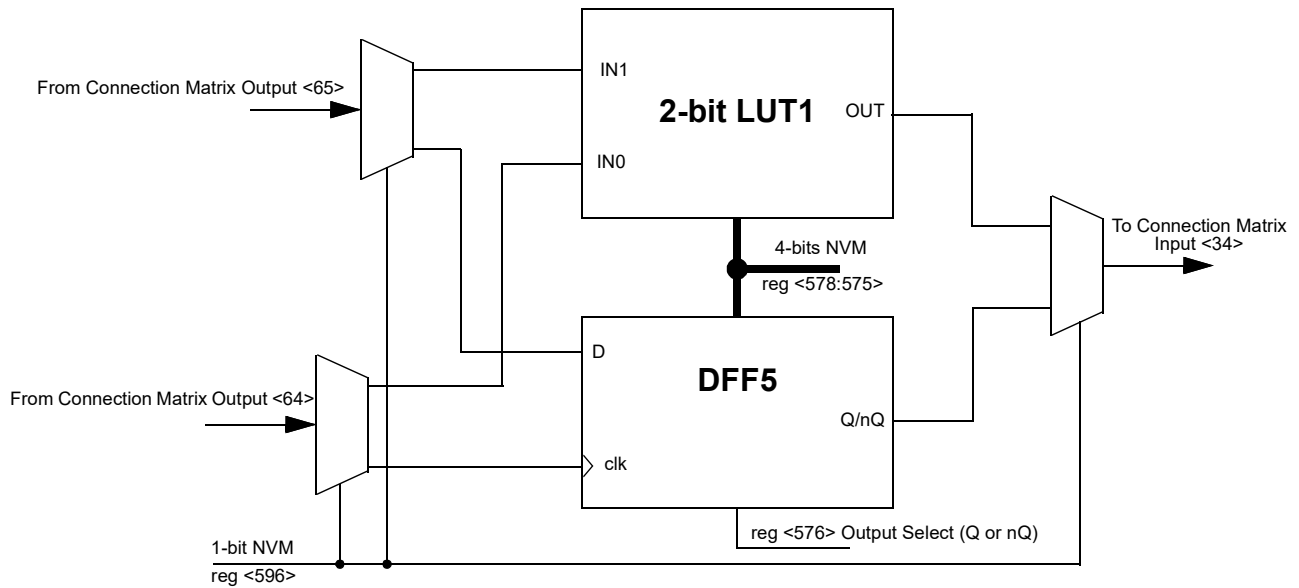 From Connection Matrix Output <65>
IN1
2-bit LUT1
OUT
IN0
To Connection Matrix
Input <34>
4-bits NVM
reg <578:575>
D
DFF5
From Connection Matrix Output <64>
Q/nQ
clk
reg <576> Output Select (Q or nQ)
1-bit NVM
reg <596>